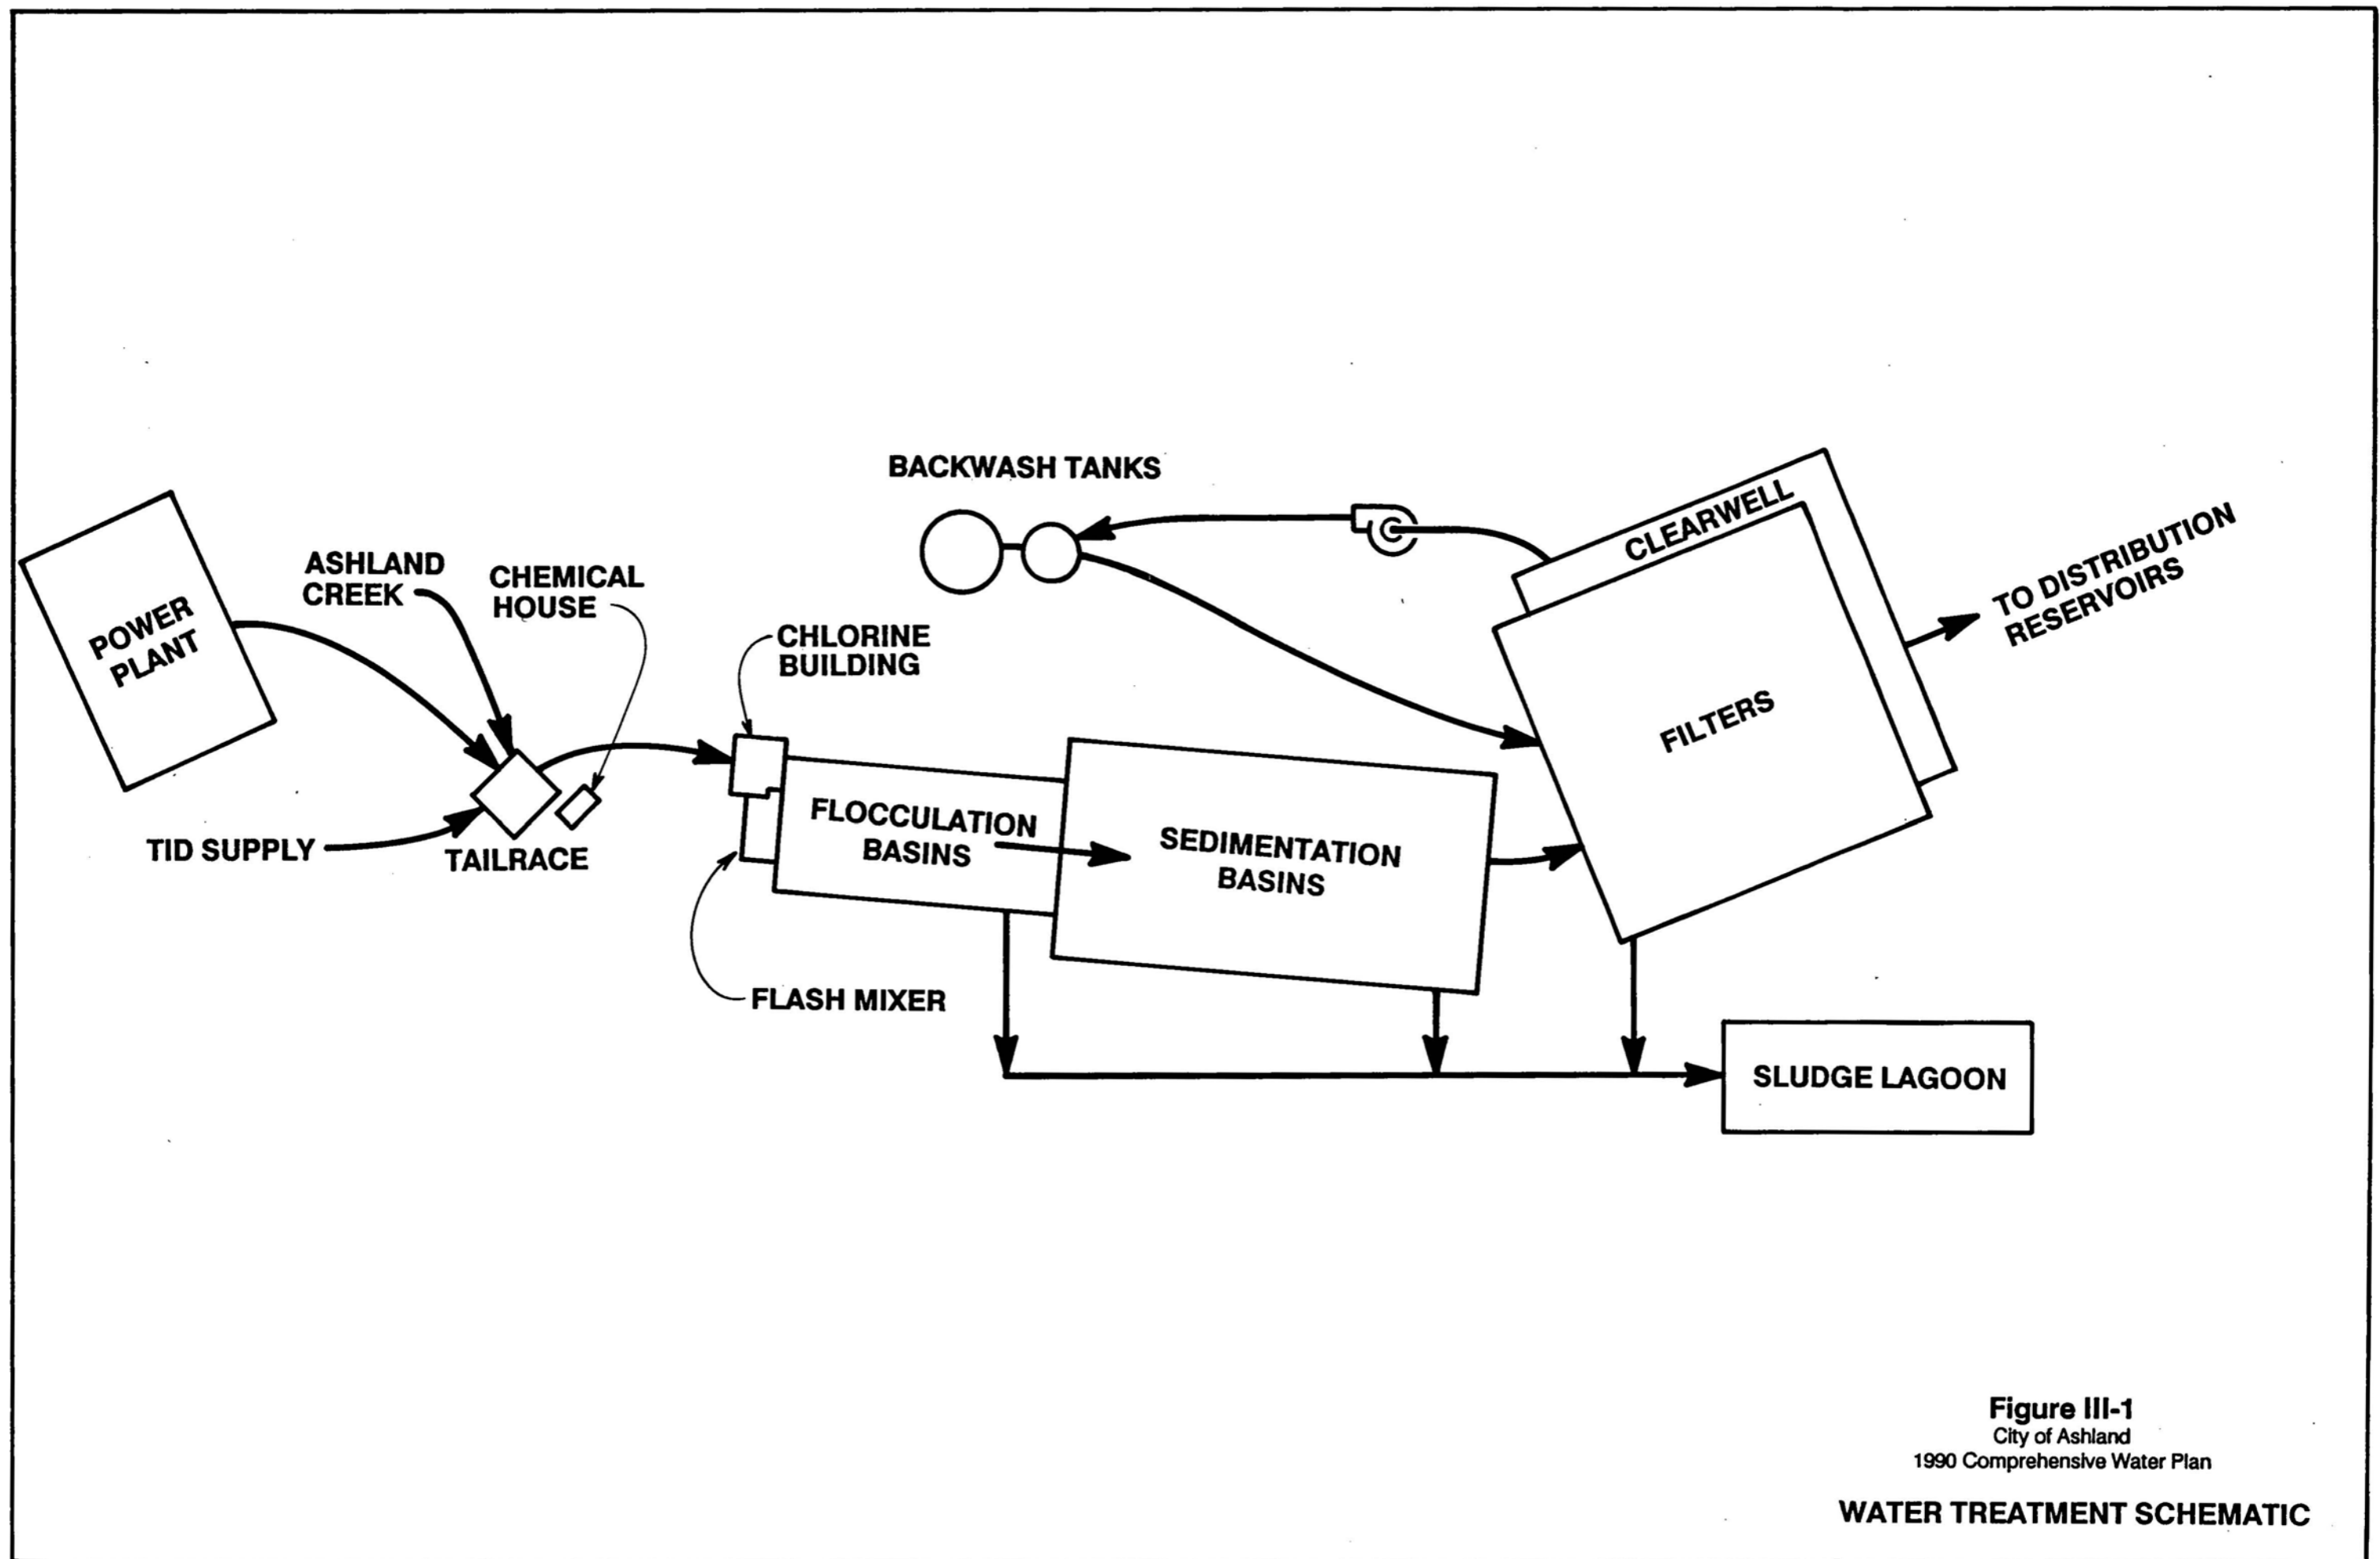 BACKWASH TANKS
CLEARWELL
TO DISTRIBUTION
RESERVOIRS
ASHLAND
CREEK
CHEMICAL
HOUSE
POWER
PLANT
CHLORINE
BUILDING
FILTERS
TID SUPPLY
TAILRACE
FLOCCULATION
BASINS
SEDIMENTATION
BASINS
FLASH MIXER
SLUDGE LAGOON
Figure III-1
City of Ashland
1990 Comprehensive Water Plan
WATER TREATMENT SCHEMATIC